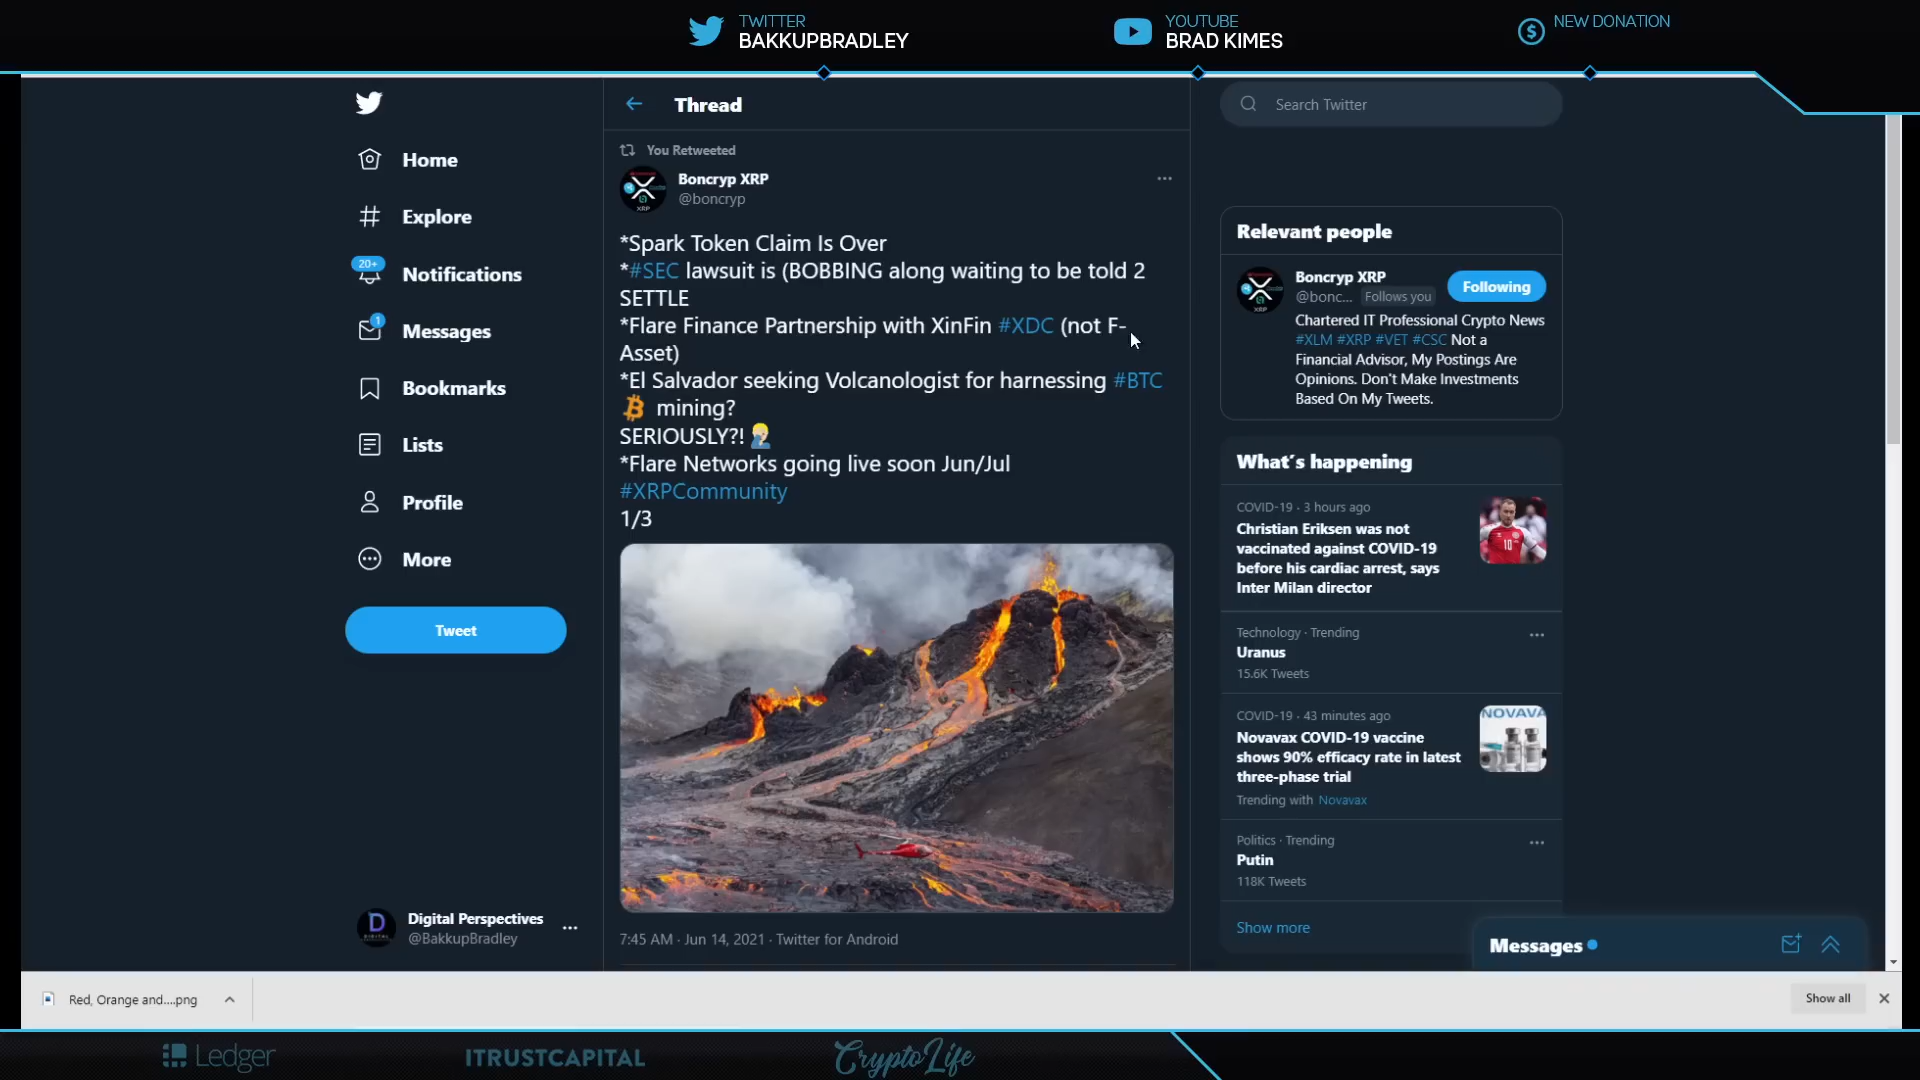 TWITTER
BAKKUPBRADLEY
YOUTUBE
BRAD KIMES
NEW DONATION
Home
Explore
20+
Notifications
1
Messages
Bookmarks
Lists
Profile
More
Tweet
Digital Perspectives
@BakkupBradley
Thread
You Retweeted
Boncryp XRP
@boncryp
*Spark Token Claim Is Over
*#SEC lawsuit is (BOBBING along waiting to be told 2
SETTLE
*Flare Finance Partnership with XinFin #XDC (not F-
Asset)
*El Salvador seeking Volcanologist for harnessing #BTC
mining?
SERIOUSLY?!
*Flare Networks going live soon Jun/Jul
#XRPCommunity
1/3
7:45 AM · Jun 14, 2021 · Twitter for Android
Search Twitter
Relevant people
Boncryp XRP
@bonc... Follows you
Following
Chartered IT Professional Crypto News
#XLM #XRP #VET #CSC Not a
Financial Advisor, My Postings Are
Opinions. Don't Make Investments
Based On My Tweets.
What's happening
COVID-19 · 3 hours ago
Christian Eriksen was not
vaccinated against COVID-19
before his cardiac arrest, says
Inter Milan director
Technology · Trending
Uranus
15.6K Tweets
COVID-19 · 43 minutes ago
Novavax COVID-19 vaccine
shows 90% efficacy rate in latest
three-phase trial
Trending with Novavax
Politics · Trending
Putin
118K Tweets
Show more
Messages
Red, Orange and....png
Show all
Ledger
ITRUSTCAPITAL
CryptoLife